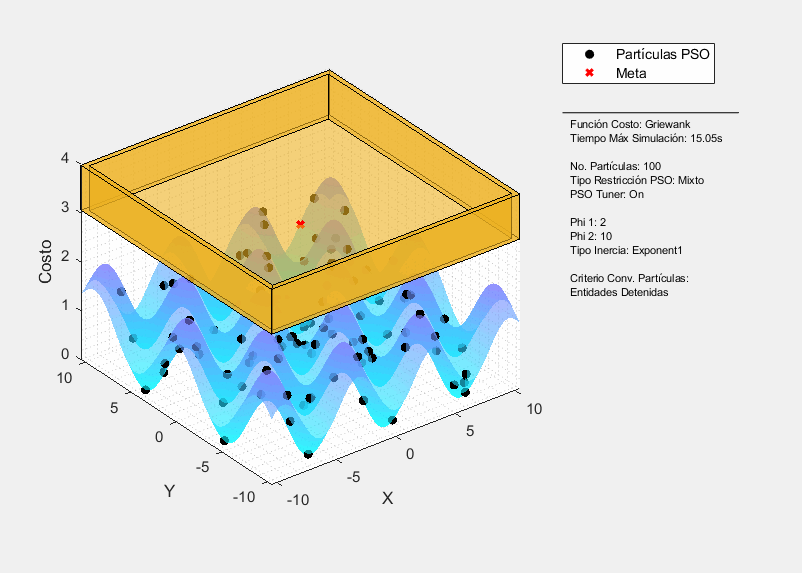 Partículas PSO
Meta
Función Costo: Griewank
Tiempo Máx Simulación: 15.05s
No. Partículas: 100
Tipo Restricción PSO: Mixto
PSO Tuner: On
Phi 1: 2
Phi 2: 10
Tipo Inercia: Exponent1
Criterio Conv. Partículas:
Entidades Detenidas
4
3
2
1
0
Costo
10
5
0
-5
-10
Y
-10
-5
0
5
10
X